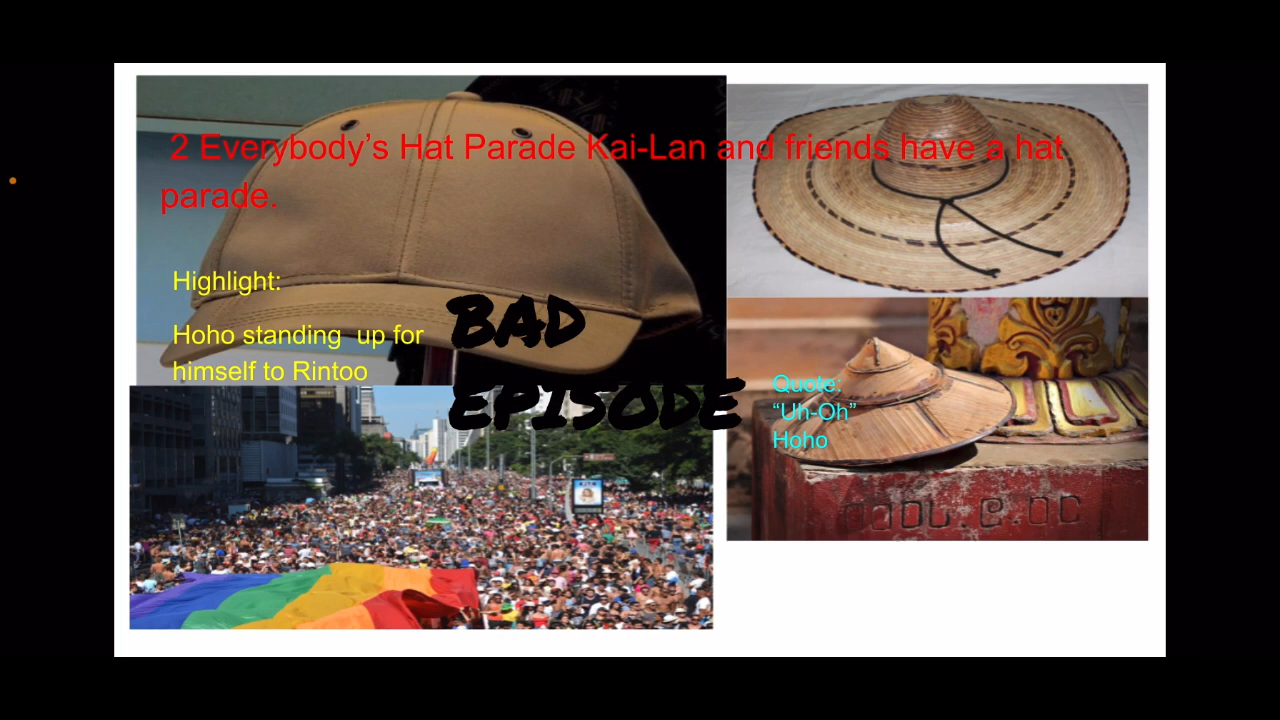 2 Everybody’s Hat Parade Kai-Lan and friends have a hat
parade.
Highlight:
Hoho standing  up for
himself to Rintoo
BAD
EPISODE
Quote:
“Uh-Oh”
Hoho